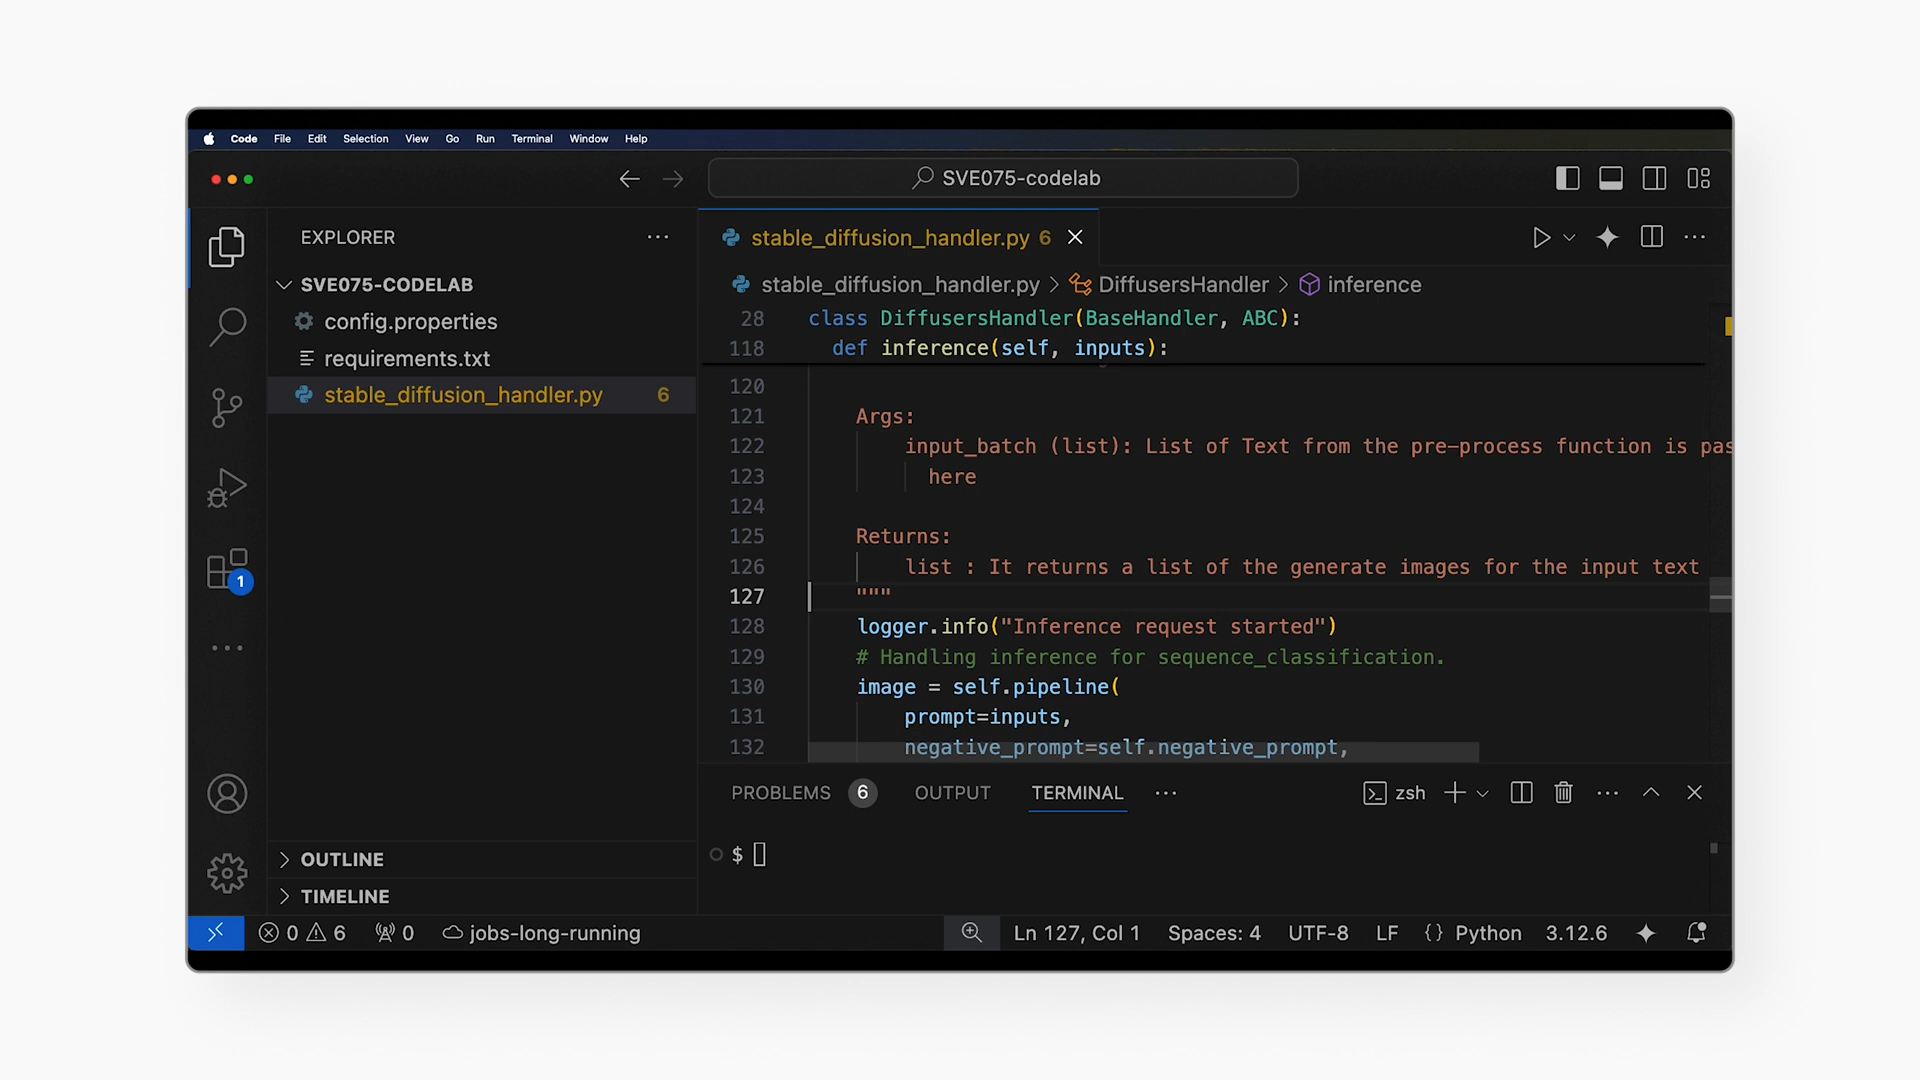 Code File Edit Selection View Go Run Terminal Window Help
SVE075-codelab
EXPLORER
SVE075-CODELAB
config.properties
requirements.txt
stable_diffusion_handler.py 6
1
OUTLINE
TIMELINE
stable_diffusion_handler.py 6
stable_diffusion_handler.py > DiffusersHandler > inference
28 class DiffusersHandler(BaseHandler, ABC):
118 def inference(self, inputs):
120
121 Args:
122 input_batch (list): List of Text from the pre-process function is pas
123 here
124
125 Returns:
126 list : It returns a list of the generate images for the input text
127 """
128 logger.info("Inference request started")
129 # Handling inference for sequence_classification.
130 image = self.pipeline(
131 prompt=inputs,
132 negative_prompt=self.negative_prompt,
PROBLEMS 6 OUTPUT TERMINAL zsh
$
0 6 0 jobs-long-running Ln 127, Col 1 Spaces: 4 UTF-8 LF {} Python 3.12.6